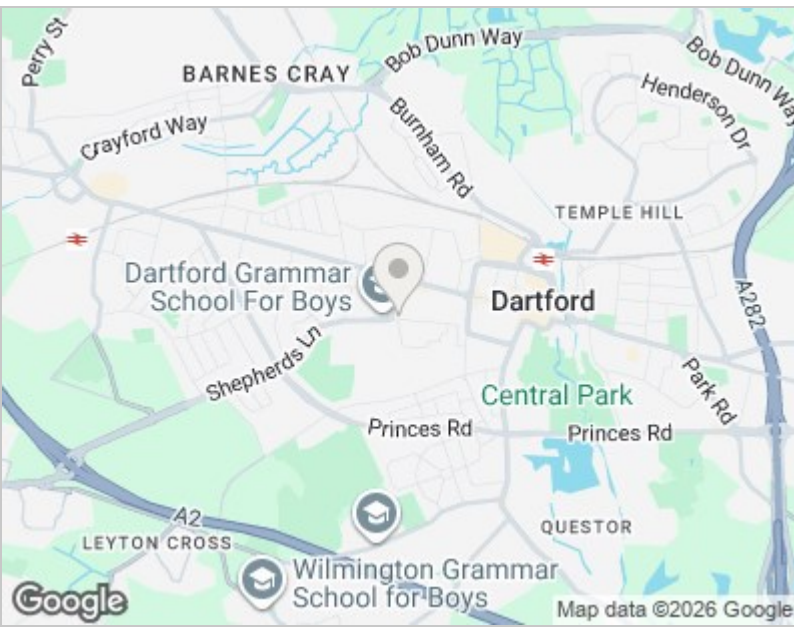 Perry St
BARNES CRAY
Bob Dunn Way
Bob Dunn Way
Henderson Dr
Crayford Way
Burnham Rd
TEMPLE HILL
Dartford Grammar
School For Boys
Dartford
A282
Shepherds Ln
Central Park
Park Rd
Princes Rd
Princes Rd
A2
LEYTON CROSS
QUESTOR
Wilmington Grammar
School for Boys
Google
Map data ©2026 Google